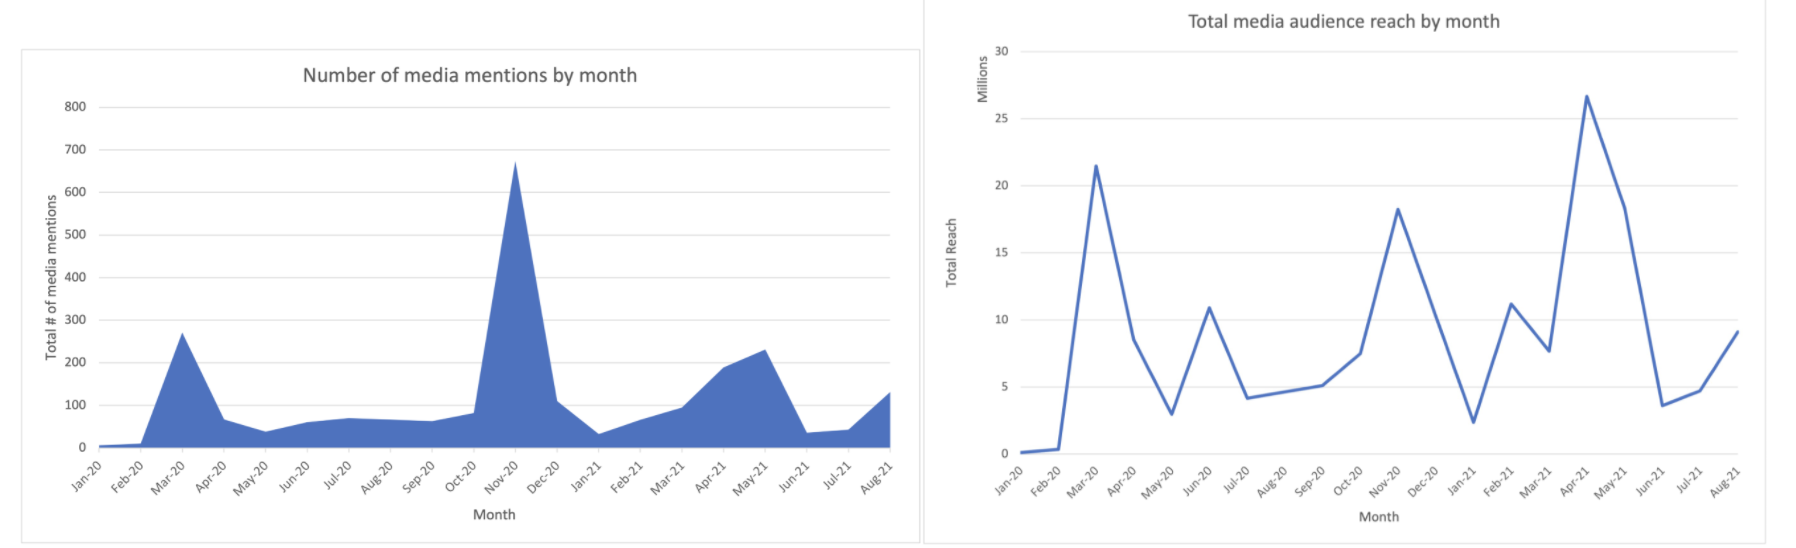 Number of media mentions by month
Total # of media mentions
800
700
600
500
400
300
200
100
0
Jan-20
Feb-20
Mar-20
Apr-20
May-20
Jun-20
Jul-20
Aug-20
Sep-20
Oct-20
Nov-20
Dec-20
Jan-21
Feb-21
Mar-21
Apr-21
May-21
Jun-21
Jul-21
Aug-21
Month
Total media audience reach by month
Millions
Total Reach
30
25
20
15
10
5
0
Jan-20
Feb-20
Mar-20
Apr-20
May-20
Jun-20
Jul-20
Aug-20
Sep-20
Oct-20
Nov-20
Dec-20
Jan-21
Feb-21
Mar-21
Apr-21
May-21
Jun-21
Jul-21
Aug-21
Month